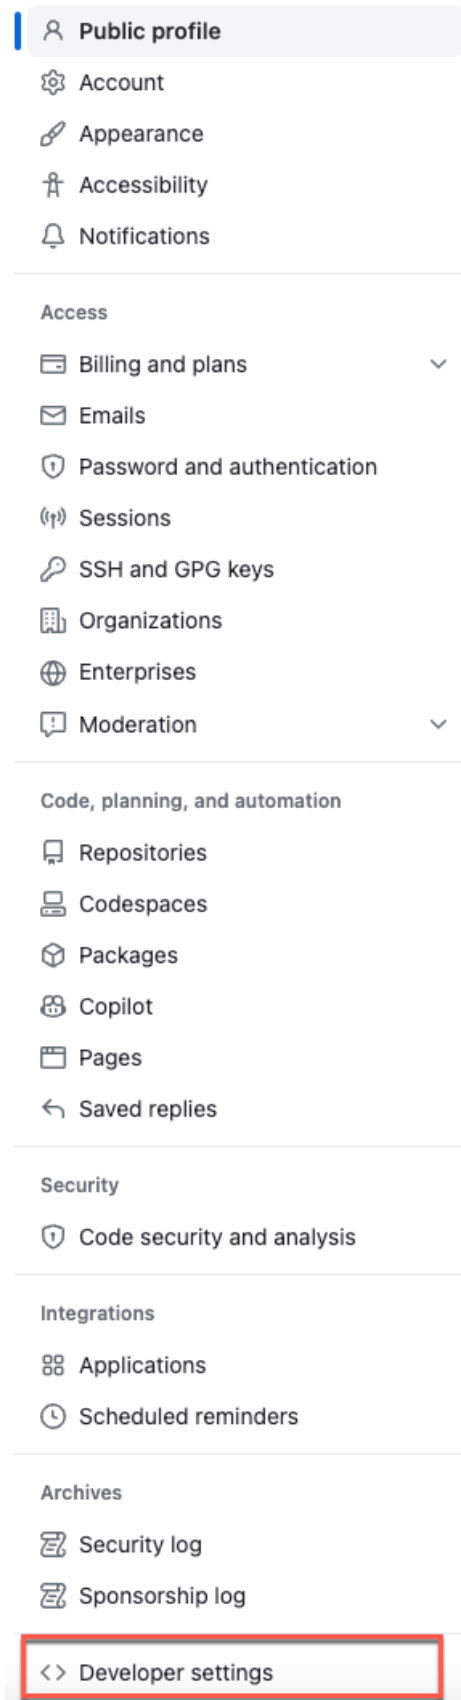 Public profile
Account
Appearance
Accessibility
Notifications
Access
Billing and plans
Emails
Password and authentication
Sessions
SSH and GPG keys
Organizations
Enterprises
Moderation
Code, planning, and automation
Repositories
Codespaces
Packages
Copilot
Pages
Saved replies
Security
Code security and analysis
Integrations
Applications
Scheduled reminders
Archives
Security log
Sponsorship log
Developer settings